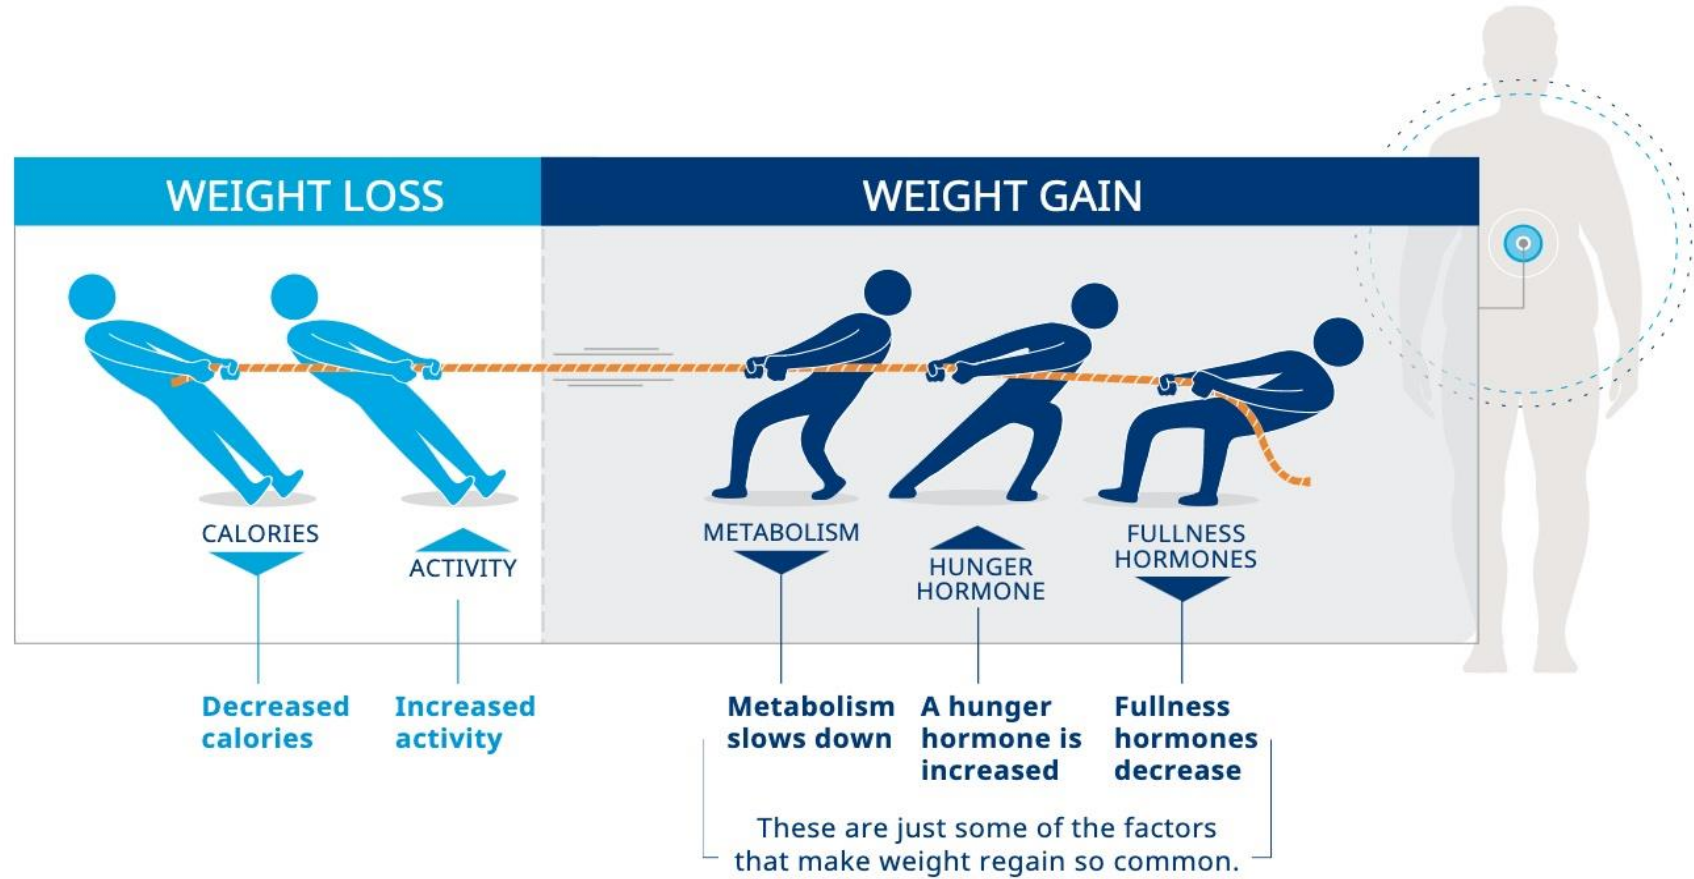 WEIGHT LOSS
WEIGHT GAIN
CALORIES
ACTIVITY
METABOLISM
HUNGER
HORMONE
FULLNESS
HORMONES
Decreased
calories
Increased
activity
Metabolism
slows down
A hunger
hormone is
increased
Fullness
hormones
decrease
These are just some of the factors
that make weight regain so common.